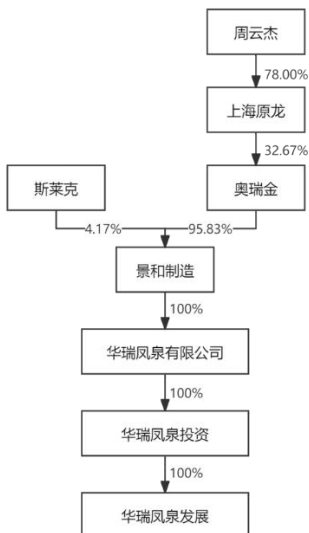 周云杰
78.00%
上海原龙
32.67%
斯莱克
奥瑞金
4.17%
95.83%
景和制造
100%
华瑞凤泉有限公司
100%
华瑞凤泉投资
100%
华瑞凤泉发展